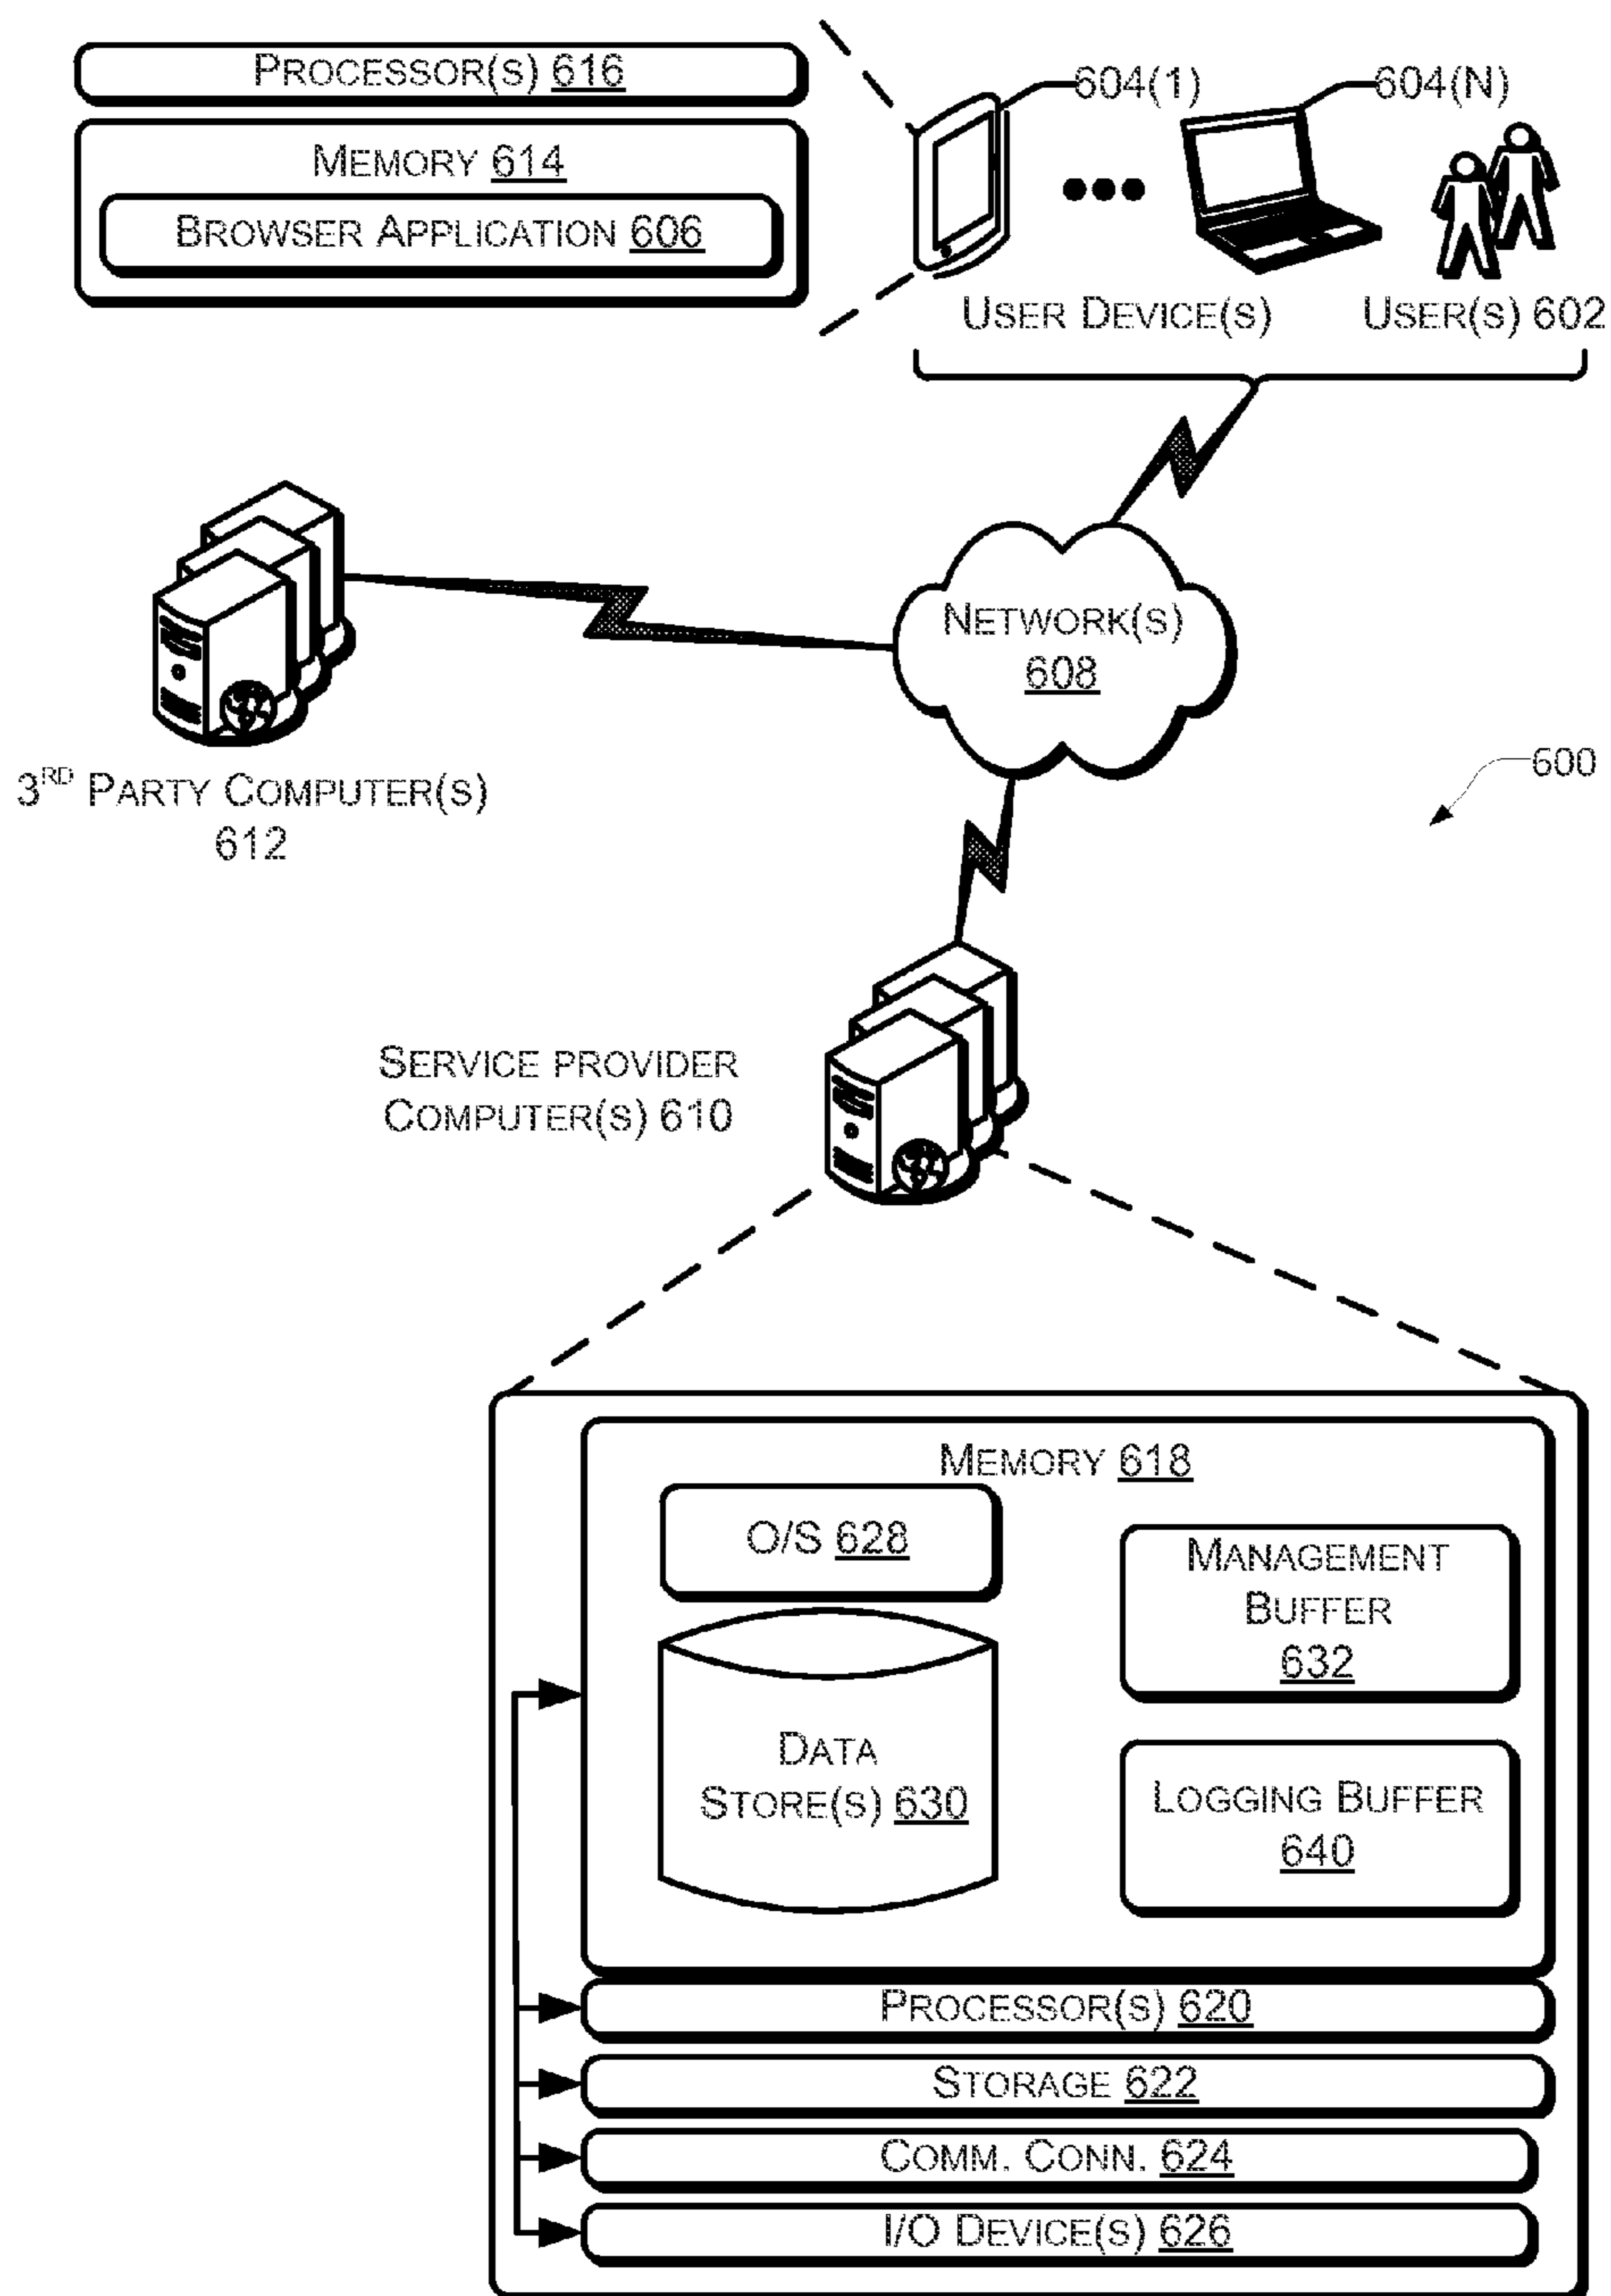 PROCESSOR(S) 616
MEMORY 614
BROWSER APPLICATION 606
604(1)
604(N)
USER DEVICE(S)
USER(S) 602
NETWORK(S)
608
3RD PARTY COMPUTER(S)
612
600
SERVICE PROVIDER
COMPUTER(S) 610
MEMORY 618
O/S 628
MANAGEMENT
BUFFER
632
DATA
STORE(S) 630
LOGGING BUFFER
640
PROCESSOR(S) 620
STORAGE 622
COMM. CONN. 624
I/O DEVICE(S) 626